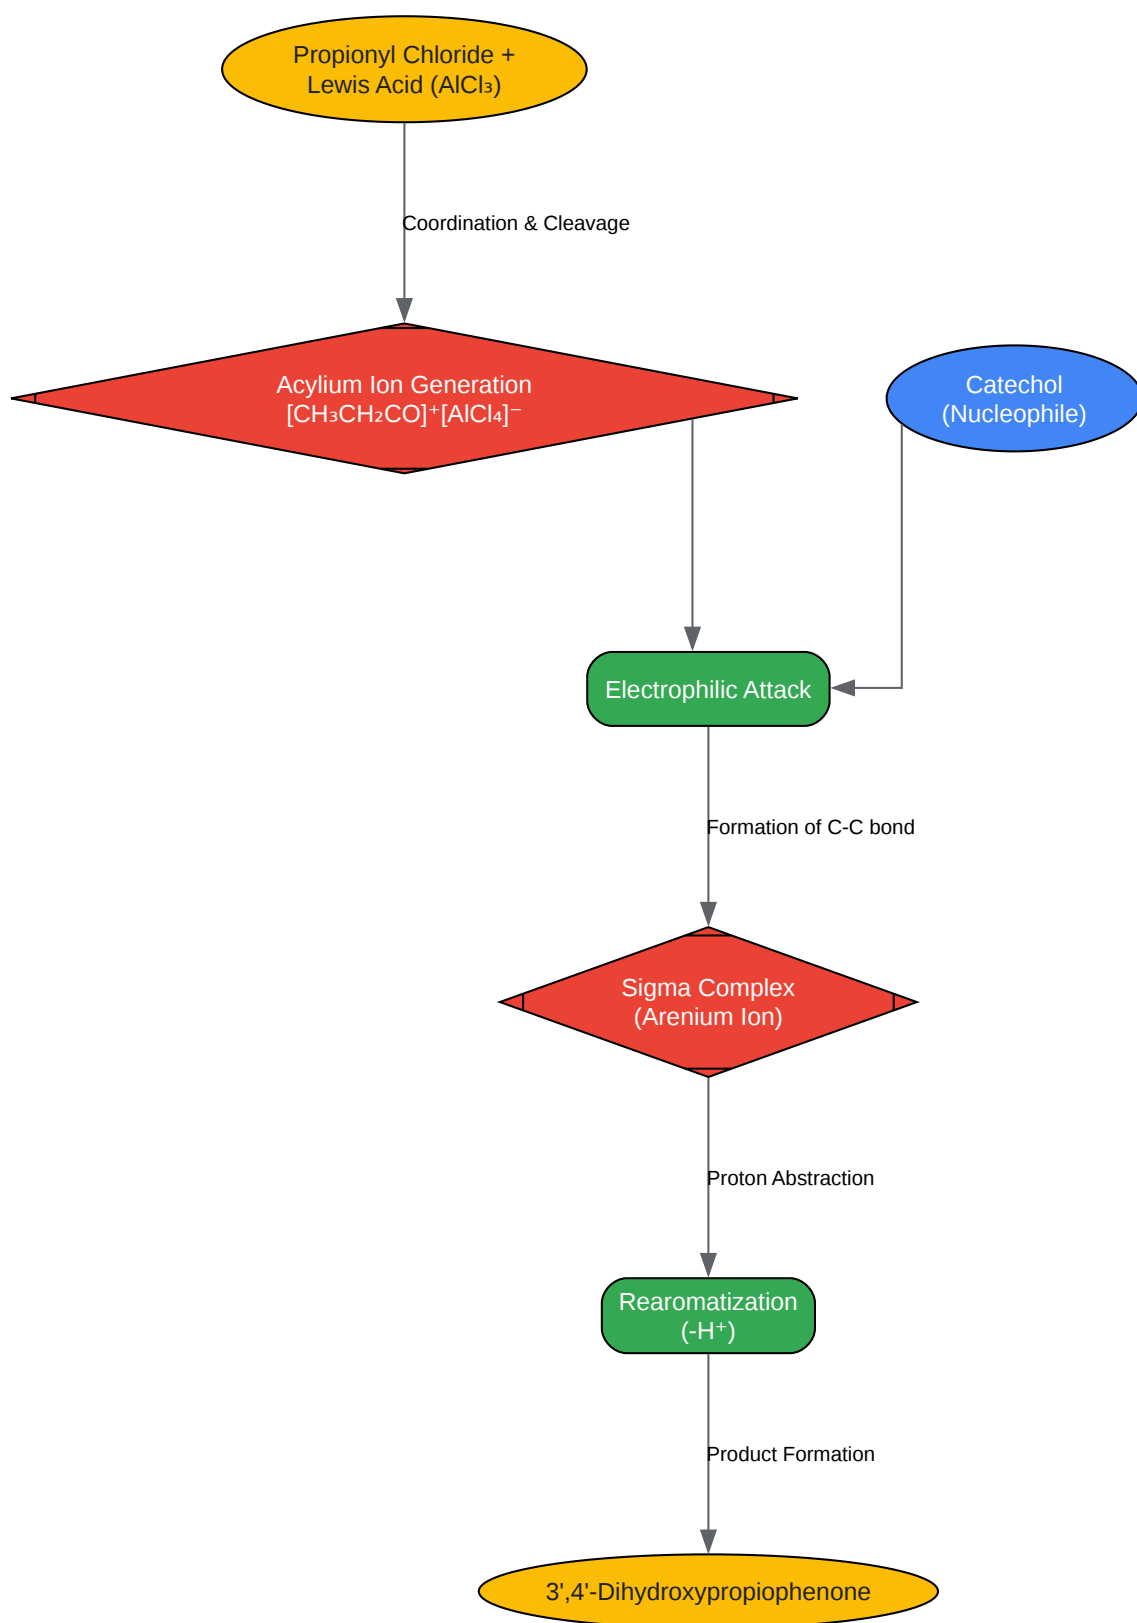 Propionyl Chloride +
Lewis Acid (AlCl₃)
Coordination & Cleavage
Acylium Ion Generation
[CH₃CH₂CO]⁺[AlCl₄]⁻
Catechol
(Nucleophile)
Electrophilic Attack
Formation of C-C bond
Sigma Complex
(Arenium Ion)
Proton Abstraction
Rearomatization
(-H⁺)
Product Formation
3',4'-Dihydroxypropiophenone